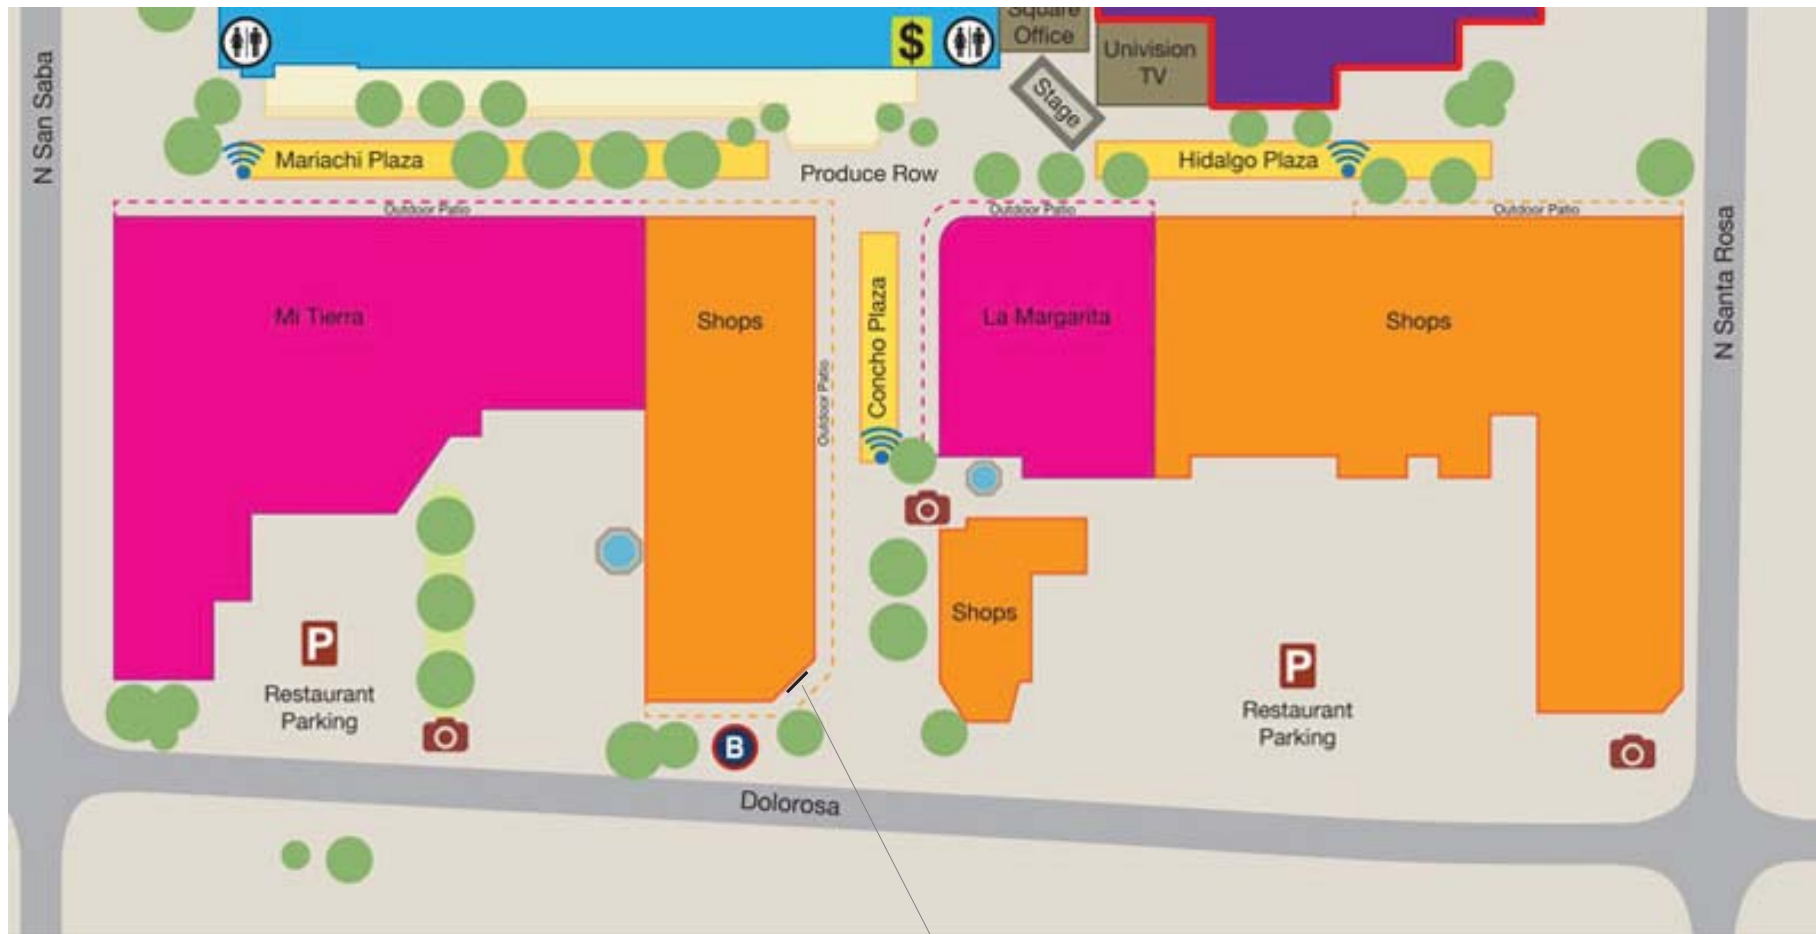 $
Square
Office
Univision
TV
Stage
N San Saba
Mariachi Plaza
Hidalgo Plaza
Produce Row
Outdoor Patio
Outdoor Patio
Outdoor Patio
Mi Tierra
Shops
Outdoor Patio
Concho Plaza
La Margarita
Shops
N Santa Rosa
Shops
P
Restaurant
Parking
P
Restaurant
Parking
B
Dolorosa